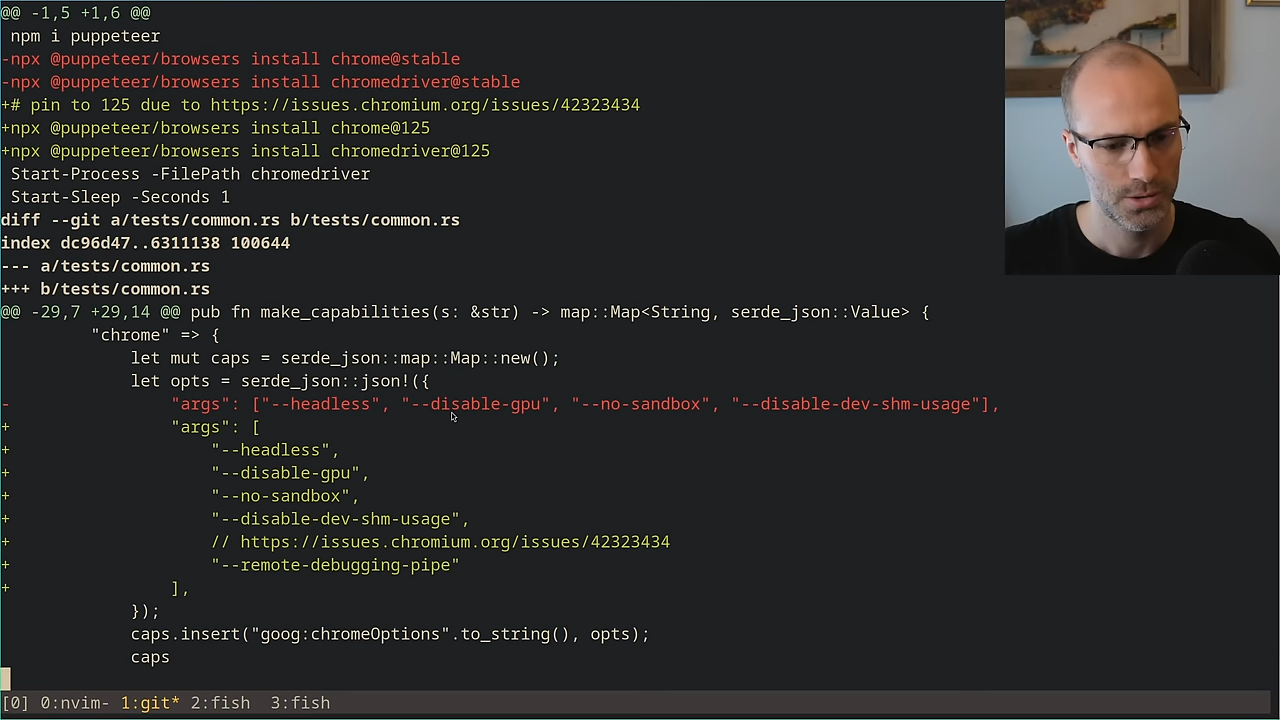 @@ -1,5 +1,6 @@
npm i puppeteer
-npx @puppeteer/browsers install chrome@stable
-npx @puppeteer/browsers install chromedriver@stable
+# pin to 125 due to https://issues.chromium.org/issues/42323434
+npx @puppeteer/browsers install chrome@125
+npx @puppeteer/browsers install chromedriver@125
 Start-Process -FilePath chromedriver
 Start-Sleep -Seconds 1
diff --git a/tests/common.rs b/tests/common.rs
index dc96d47..6311138 100644
--- a/tests/common.rs
+++ b/tests/common.rs
@@ -29,7 +29,14 @@ pub fn make_capabilities(s: &str) -> map::Map<String, serde_json::Value> {
         "chrome" => {
             let mut caps = serde_json::map::Map::new();
             let opts = serde_json::json!({
-                "args": ["--headless", "--disable-gpu", "--no-sandbox", "--disable-dev-shm-usage"],
+                "args": [
+                    "--headless",
+                    "--disable-gpu",
+                    "--no-sandbox",
+                    "--disable-dev-shm-usage",
+                    // https://issues.chromium.org/issues/42323434
+                    "--remote-debugging-pipe"
+                ],
             });
             caps.insert("goog:chromeOptions".to_string(), opts);
             caps
[0] 0:nvim- 1:git* 2:fish  3:fish